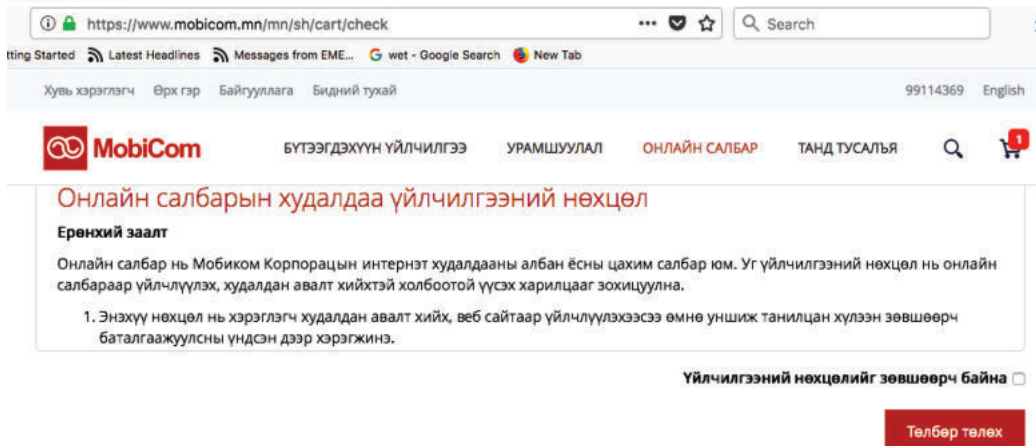 https://www.mobicom.mn/mn/sh/cart/check
Search
tting Started Latest Headlines Messages from EME... wet - Google Search New Tab
Хувь хэрэглэгч Өрх гэр Байгууллага Бидний тухай 99114369 English
MobiCom БҮТЭЭГДЭХҮҮН ҮЙЛЧИЛГЭЭ УРАМШУУЛАЛ ОНЛАЙН САЛБАР ТАНД ТУСАЛЪЯ 1
Онлайн салбарын худалдаа үйлчилгээний нөхцөл
Ерөнхий заалт
Онлайн салбар нь Мобиком Корпорацын интернэт худалдааны албан ёсны цахим салбар юм. Уг үйлчилгээний нөхцөл нь онлайн
салбараар үйлчлүүлэх, худалдан авалт хийхтэй холбоотой үүсэх харилцааг зохицуулна.
1. Энэхүү нөхцөл нь хэрэглэгч худалдан авалт хийх, веб сайтаар үйлчлүүлэхээсээ өмнө уншиж танилцан хүлээн зөвшөөрч
баталгаажуулсны үндсэн дээр хэрэгжинэ.
Үйлчилгээний нөхцөлийг зөвшөөрч байна
Төлбөр төлөх